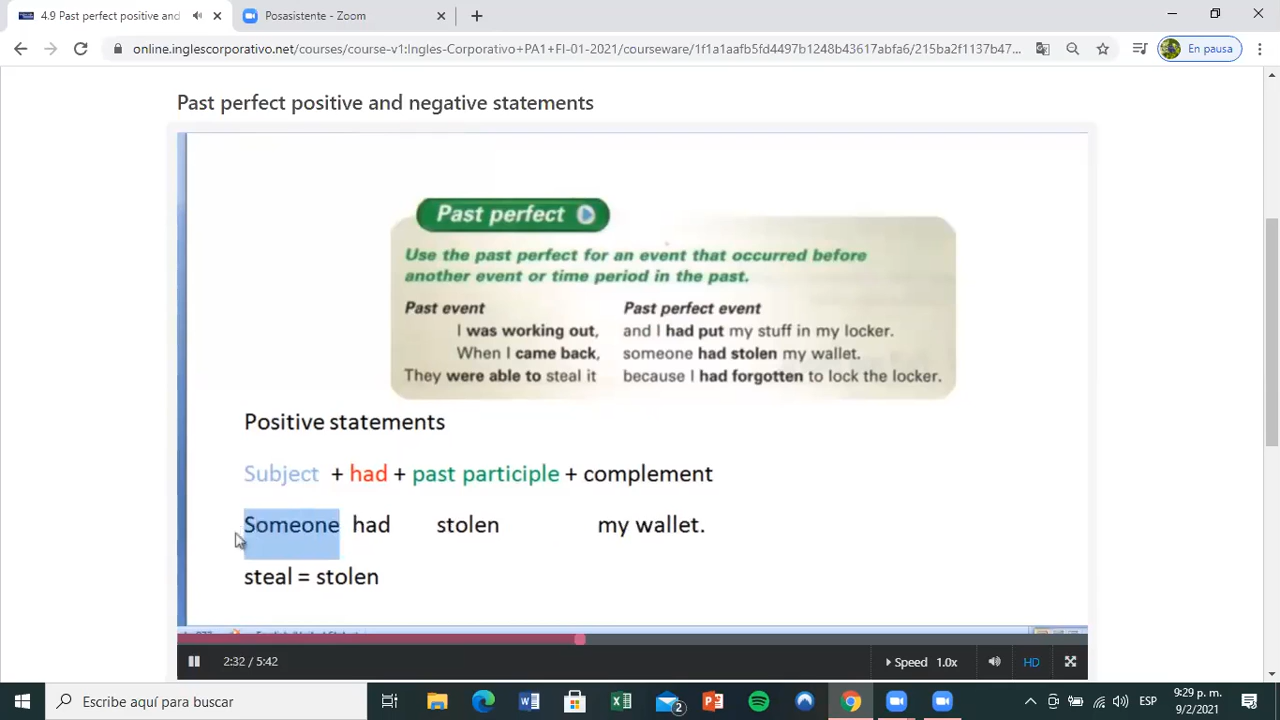 4.9 Past perfect positive and
Posasistente - Zoom
online.inglescorporativo.net/courses/course-v1:Ingles-Corporativo+PA1+FI-01-2021/courseware/1f1a1aafb5fd4497b1248b43617abfa6/215ba2f1137b47...
En pausa
Past perfect positive and negative statements
Past perfect
Use the past perfect for an event that occurred before
another event or time period in the past.
Past event Past perfect event
I was working out, and I had put my stuff in my locker.
When I came back, someone had stolen my wallet.
They were able to steal it because I had forgotten to lock the locker.
Positive statements
Subject + had + past participle + complement
Someone had stolen my wallet.
steal = stolen
2:32 / 5:42
Speed 1.0x
HD
Escribe aquí para buscar
2
ESP
9:29 p. m.
9/2/2021